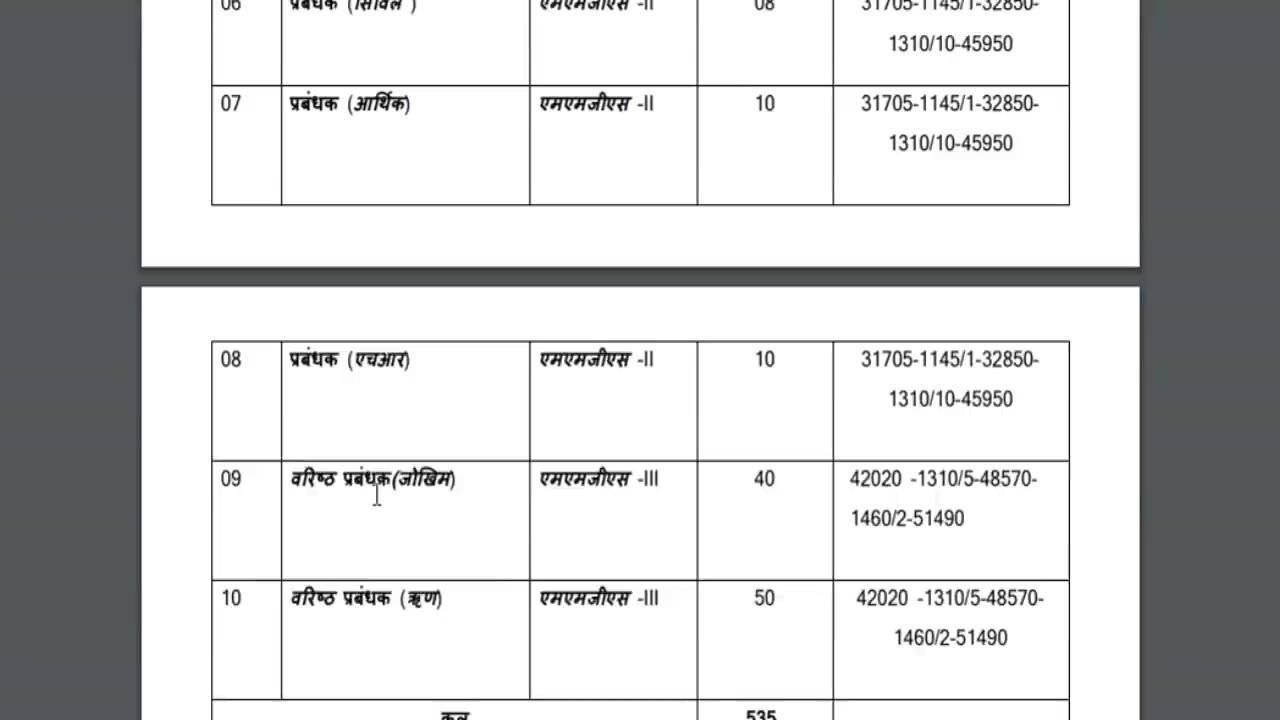 06 प्रबंधक (सिविल ) एमएमजीएस -II 08 31705-1145/1-32850-
1310/10-45950
07 प्रबंधक (आर्थिक) एमएमजीएस -II 10 31705-1145/1-32850-
1310/10-45950
08 प्रबंधक (एचआर) एमएमजीएस -II 10 31705-1145/1-32850-
1310/10-45950
09 वरिष्ठ प्रबंधक(जोखिम) एमएमजीएस -III 40 42020 -1310/5-48570-
1460/2-51490
10 वरिष्ठ प्रबंधक (ऋण) एमएमजीएस -III 50 42020 -1310/5-48570-
1460/2-51490
कुल 535